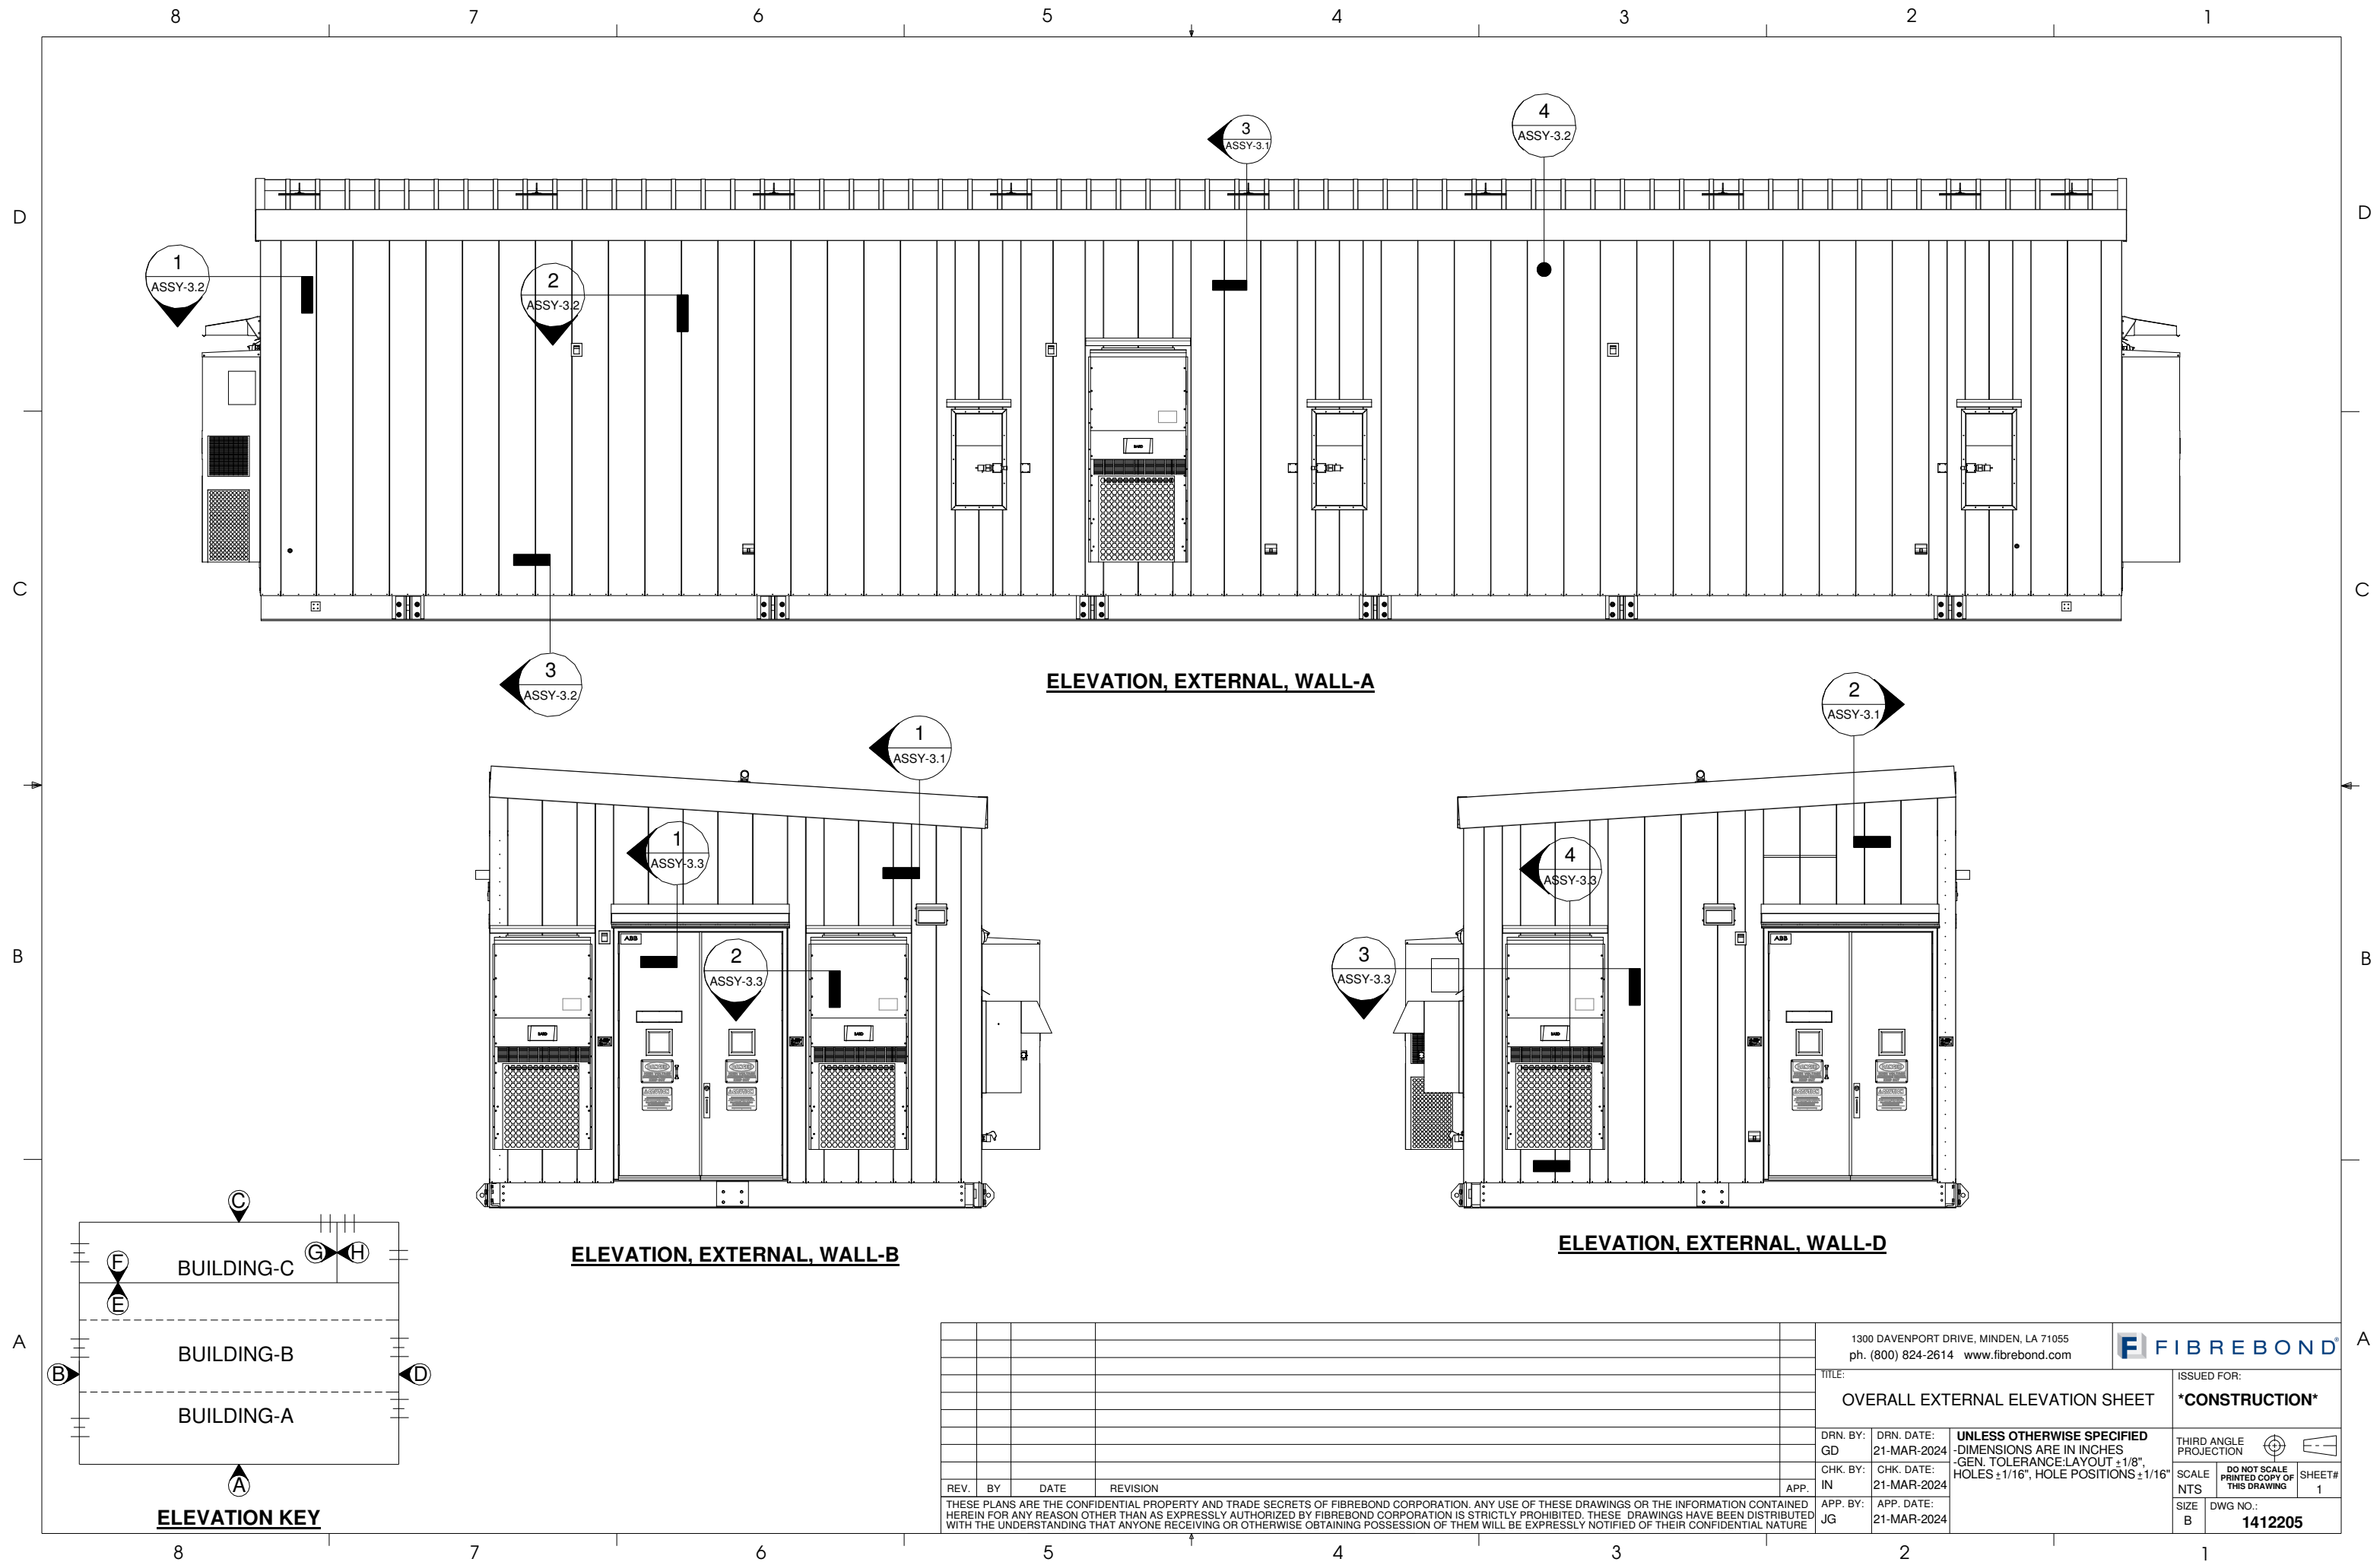 8 7 6 5 4 3 2 1
D
D
C
C
B
B
A
A
3
ASSY-3.1
4
ASSY-3.2
1
ASSY-3.2
2
ASSY-3.2
3
ASSY-3.2
ELEVATION, EXTERNAL, WALL-A
2
ASSY-3.1
1
ASSY-3.1
1
ASSY-3.3
2
ASSY-3.3
4
ASSY-3.3
3
ASSY-3.3
ABB
ABB
BARD
BARD
BARD
BARD
ELEVATION, EXTERNAL, WALL-B
ELEVATION, EXTERNAL, WALL-D
C
G H
F
BUILDING-C
E
BUILDING-B
B
D
BUILDING-A
A
ELEVATION KEY
REV. BY DATE REVISION APP.
THESE PLANS ARE THE CONFIDENTIAL PROPERTY AND TRADE SECRETS OF FIBREBOND CORPORATION. ANY USE OF THESE DRAWINGS OR THE INFORMATION CONTAINED
HEREIN FOR ANY REASON OTHER THAN AS EXPRESSLY AUTHORIZED BY FIBREBOND CORPORATION IS STRICTLY PROHIBITED. THESE DRAWINGS HAVE BEEN DISTRIBUTED
WITH THE UNDERSTANDING THAT ANYONE RECEIVING OR OTHERWISE OBTAINING POSSESSION OF THEM WILL BE EXPRESSLY NOTIFIED OF THEIR CONFIDENTIAL NATURE
1300 DAVENPORT DRIVE, MINDEN, LA 71055
ph. (800) 824-2614 www.fibrebond.com
F FIBREBOND®
TITLE:
OVERALL EXTERNAL ELEVATION SHEET
ISSUED FOR:
*CONSTRUCTION*
DRN. BY: DRN. DATE:
GD 21-MAR-2024
CHK. BY: CHK. DATE:
IN 21-MAR-2024
APP. BY: APP. DATE:
JG 21-MAR-2024
UNLESS OTHERWISE SPECIFIED
-DIMENSIONS ARE IN INCHES
-GEN. TOLERANCE:LAYOUT ±1/8",
HOLES ±1/16", HOLE POSITIONS ±1/16"
THIRD ANGLE
PROJECTION
SCALE
NTS
DO NOT SCALE
PRINTED COPY OF
THIS DRAWING
SHEET#
1
SIZE
B
DWG NO.:
1412205
8 7 6 5 4 3 2 1